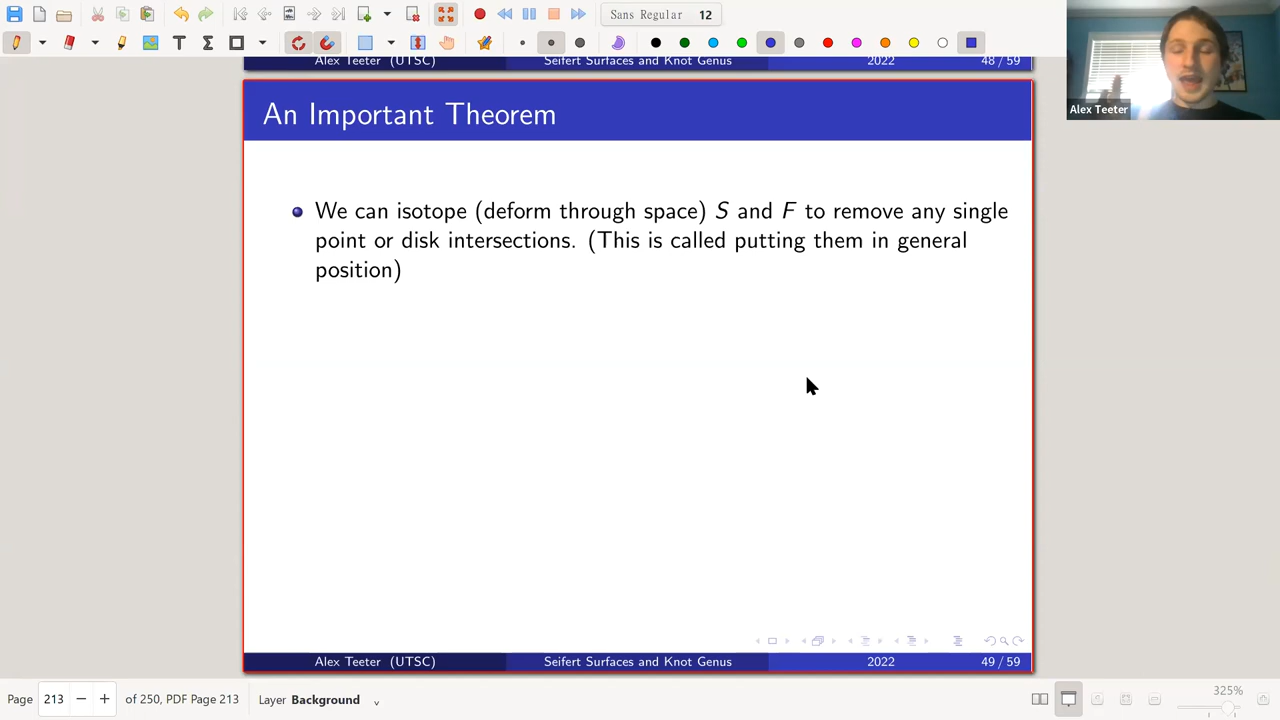 Sans Regular 12
Alex Teeter (UTSC) Seifert Surfaces and Knot Genus 2022 48 / 59
Alex Teeter
An Important Theorem
We can isotope (deform through space) S and F to remove any single
point or disk intersections. (This is called putting them in general
position)
Alex Teeter (UTSC) Seifert Surfaces and Knot Genus 2022 49 / 59
Page 213 of 250, PDF Page 213 Layer Background 325%